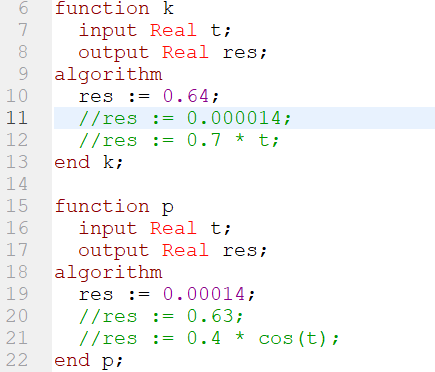 6 function k
7 input Real t;
8 output Real res;
9 algorithm
10 res := 0.64;
11 //res := 0.000014;
12 //res := 0.7 * t;
13 end k;
14
15 function p
16 input Real t;
17 output Real res;
18 algorithm
19 res := 0.00014;
20 //res := 0.63;
21 //res := 0.4 * cos(t);
22 end p;